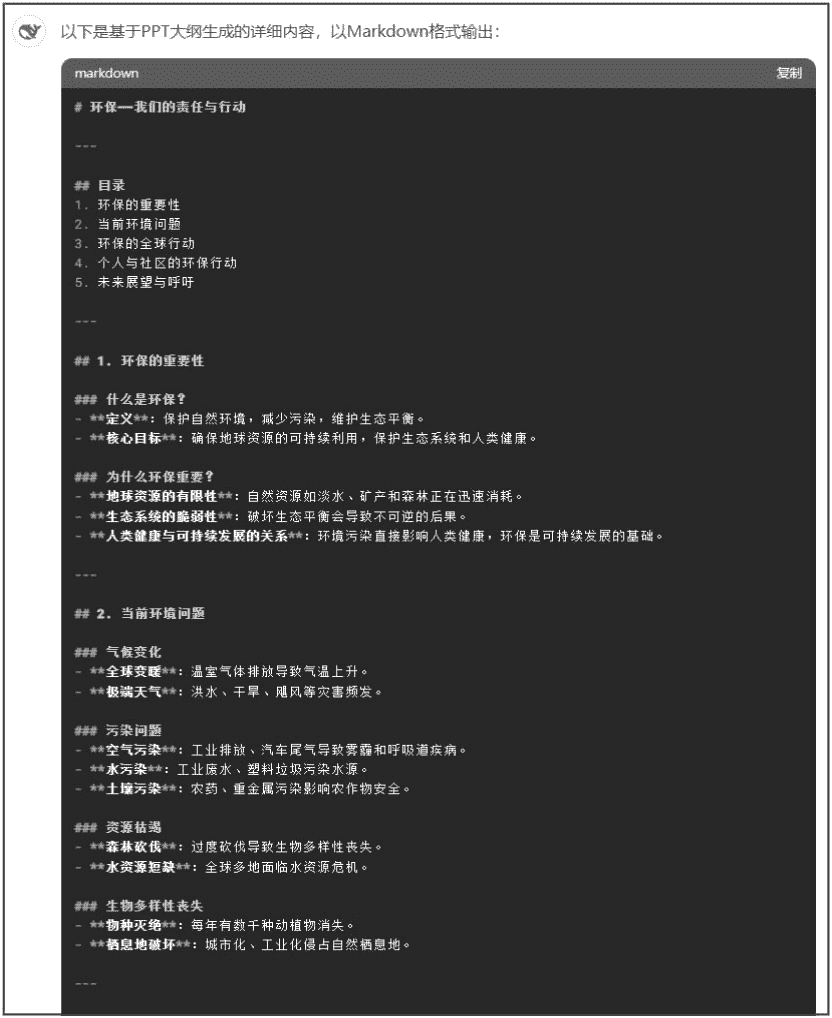 以下是基于PPT大纲生成的详细内容，以Markdown格式输出：
markdown 复制
# 环保——我们的责任与行动
---
## 目录
1. 环保的重要性
2. 当前环境问题
3. 环保的全球行动
4. 个人与社区的环保行动
5. 未来展望与呼吁
---
## 1. 环保的重要性
### 什么是环保？
- **定义**：保护自然环境，减少污染，维护生态平衡。
- **核心目标**：确保地球资源的可持续利用，保护生态系统和人类健康。
### 为什么环保重要？
- **地球资源的有限性**：自然资源如淡水、矿产和森林正在迅速消耗。
- **生态系统的脆弱性**：破坏生态平衡会导致不可逆的后果。
- **人类健康与可持续发展的关系**：环境污染直接影响人类健康，环保是可持续发展的基础。
---
## 2. 当前环境问题
### 气候变化
- **全球变暖**：温室气体排放导致气温上升。
- **极端天气**：洪水、干旱、飓风等灾害频发。
### 污染问题
- **空气污染**：工业排放、汽车尾气导致雾霾和呼吸道疾病。
- **水污染**：工业废水、塑料垃圾污染水源。
- **土壤污染**：农药、重金属污染影响农作物安全。
### 资源枯竭
- **森林砍伐**：过度砍伐导致生物多样性丧失。
- **水资源短缺**：全球多地面临水资源危机。
### 生物多样性丧失
- **物种灭绝**：每年有数千种动植物消失。
- **栖息地破坏**：城市化、工业化侵占自然栖息地。
---